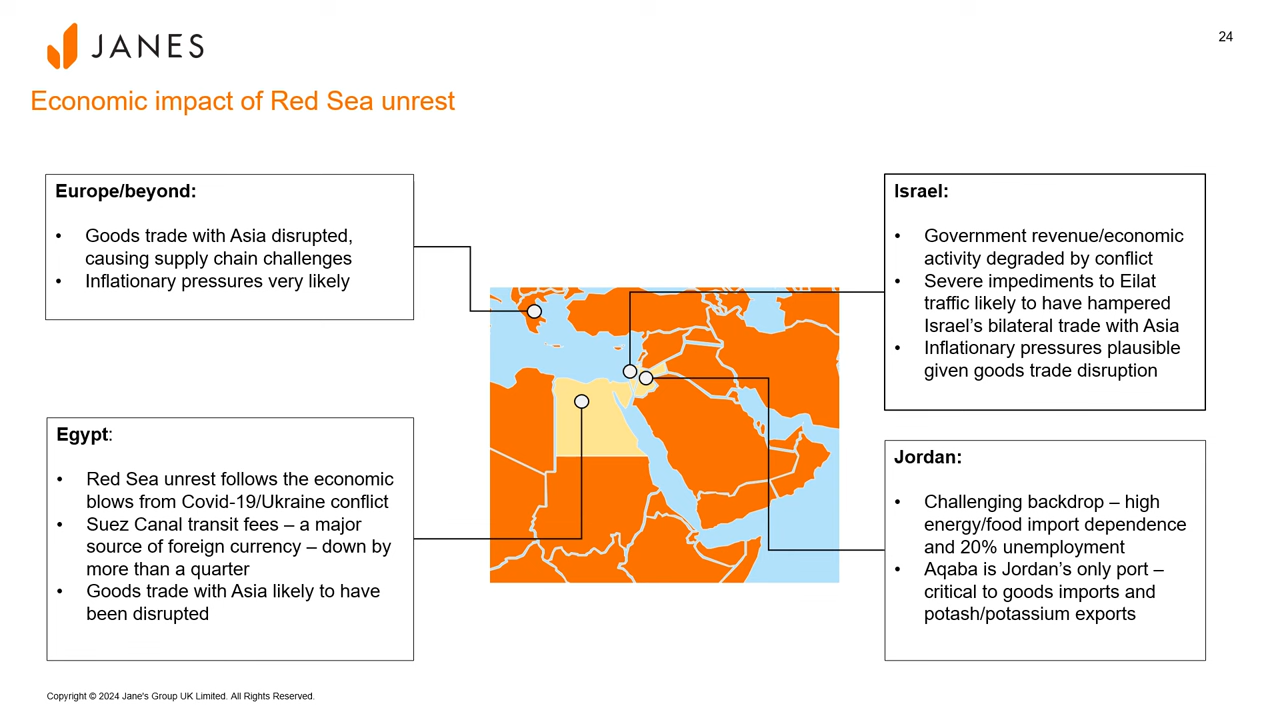 JANES
24
Economic impact of Red Sea unrest
Europe/beyond:
• Goods trade with Asia disrupted,
causing supply chain challenges
• Inflationary pressures very likely
Egypt:
• Red Sea unrest follows the economic
blows from Covid-19/Ukraine conflict
• Suez Canal transit fees – a major
source of foreign currency – down by
more than a quarter
• Goods trade with Asia likely to have
been disrupted
Israel:
• Government revenue/economic
activity degraded by conflict
• Severe impediments to Eilat
traffic likely to have hampered
Israel’s bilateral trade with Asia
• Inflationary pressures plausible
given goods trade disruption
Jordan:
• Challenging backdrop – high
energy/food import dependence
and 20% unemployment
• Aqaba is Jordan’s only port –
critical to goods imports and
potash/potassium exports
Copyright © 2024 Jane's Group UK Limited. All Rights Reserved.